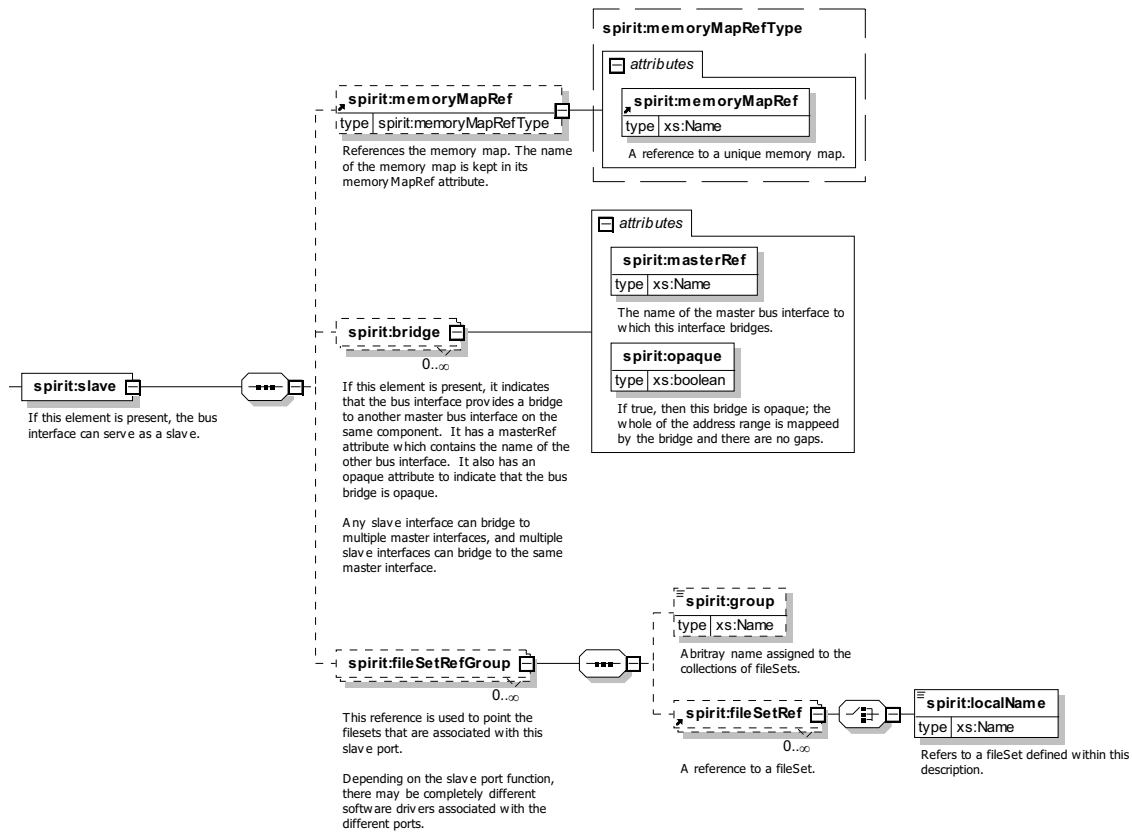 spirit:memoryMapRefType
attributes
spirit:memoryMapRef
type spirit:memoryMapRefType
References the memory map. The name
of the memory map is kept in its
memoryMapRef attribute.
spirit:memoryMapRef
type xs:Name
A reference to a unique memory map.
attributes
spirit:masterRef
type xs:Name
The name of the master bus interface to
which this interface bridges.
spirit:opaque
type xs:boolean
If true, then this bridge is opaque; the
whole of the address range is mappeed
by the bridge and there are no gaps.
spirit:bridge
0..∞
If this element is present, it indicates
that the bus interface provides a bridge
to another master bus interface on the
same component. It has a masterRef
attribute which contains the name of the
other bus interface. It also has an
opaque attribute to indicate that the bus
bridge is opaque.
Any slave interface can bridge to
multiple master interfaces, and multiple
slave interfaces can bridge to the same
master interface.
spirit:slave
If this element is present, the bus
interface can serve as a slave.
spirit:fileSetRefGroup
0..∞
This reference is used to point the
filesets that are associated with this
slave port.
Depending on the slave port function,
there may be completely different
software drivers associated with the
different ports.
spirit:group
type xs:Name
Abritray name assigned to the
collections of fileSets.
spirit:fileSetRef
0..∞
A reference to a fileSet.
spirit:localName
type xs:Name
Refers to a fileSet defined within this
description.